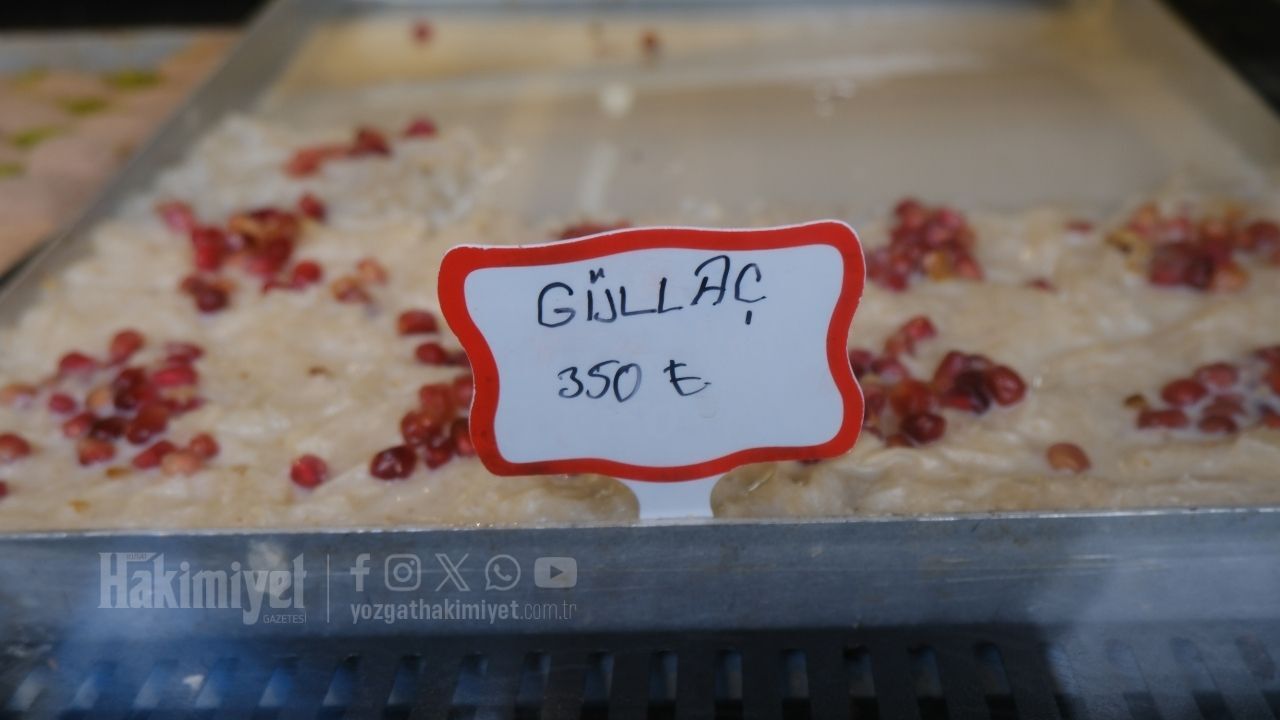 GÜLLAÇ
350 ₺
Hakimiyet
GAZETESİ
yozgathakimiyet.com.tr